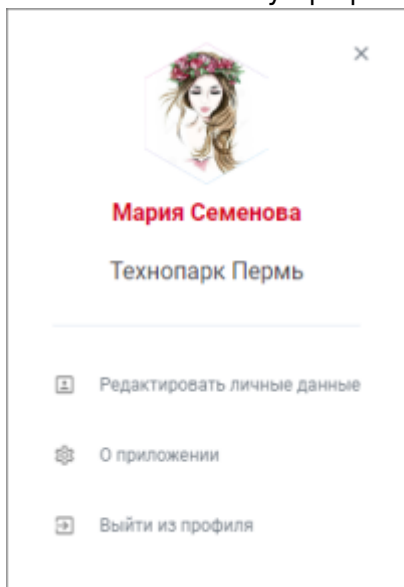 Мария Семенова
Технопарк Пермь
Редактировать личные данные
О приложении
Выйти из профиля